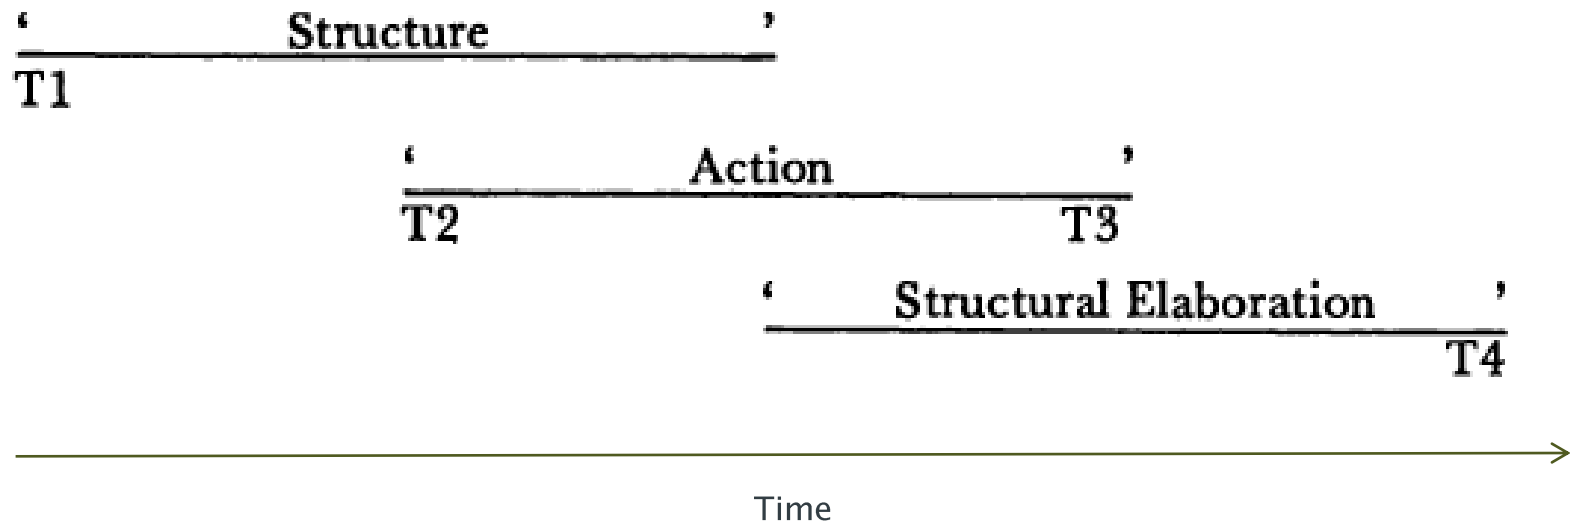 ‘ Structure ’
T1
‘ Action ’
T2 T3
‘ Structural Elaboration ’
T4
Time